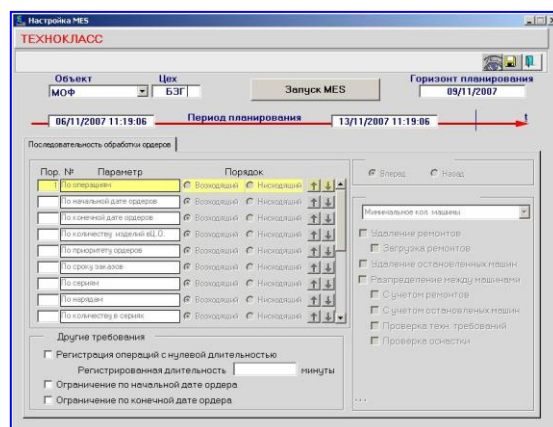 Настройка MES
ТЕХНОКЛАСС
Объект Цех Горизонт планирования
МОФ БЗГ Запуск MES 09/11/2007
06/11/2007 11:19:06 Период планирования 13/11/2007 11:19:06 t
Последовательность обработки ордеров
Пор. № Параметр Порядок
1 По операциям Возходящий Нисходящий
По начальной дате ордеров Возходящий Нисходящий
По конечной дате ордеров Возходящий Нисходящий
По количеству изделий еЦ.О. Возходящий Нисходящий
По приоритету ордеров Возходящий Нисходящий
По сроку заказов Возходящий Нисходящий
По сериям Возходящий Нисходящий
По нарядам Возходящий Нисходящий
По количеству в сериях Возходящий Нисходящий
Другие требования
Регистрация операций с нулевой длительностью
Регистрированная длительность минуты
Ограничение по начальной дате ордера
Ограничение по конечной дате ордера
Вперед Назад
Минимальное кол. машины
Удаление ремонтов
Загрузка ремонтов
Удаление остановленных машин
Разпределение между машинами
С учетом ремонтов
С учетом остановленых машин
Проверка техн. требований
Проверка оснастки
...